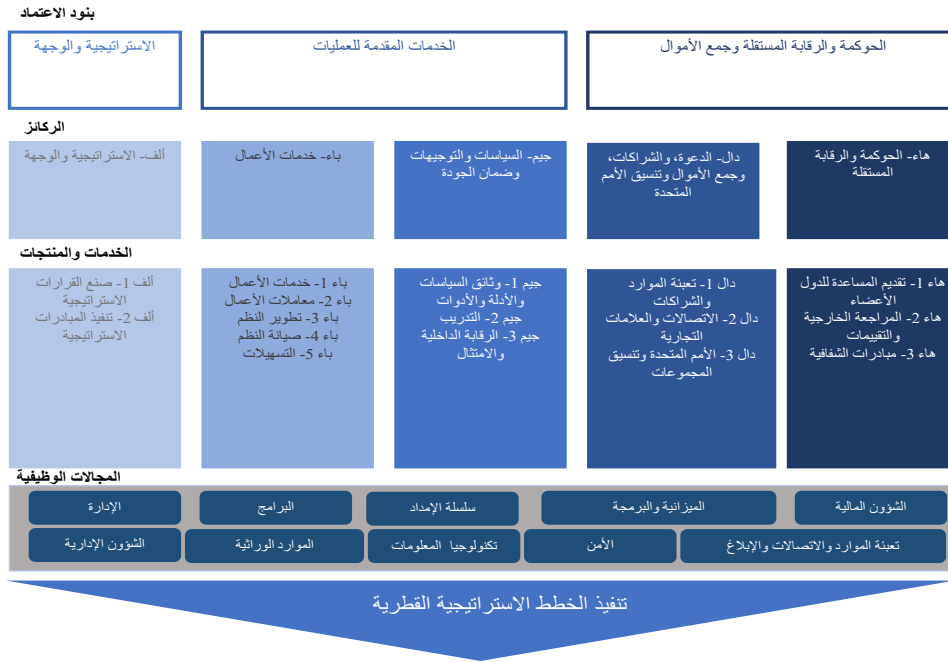 بنود الاعتماد
الحوكمة والرقابة المستقلة وجمع الأموال
الخدمات المقدمة للعمليات
الاستراتيجية والوجهة
الركائز
هاء- الحوكمة والرقابة
المستقلة
دال- الدعوة، والشراكات،
وجمع الأموال وتنسيق الأمم
المتحدة
جيم- السياسات والتوجيهات
وضمان الجودة
باء- خدمات الأعمال
ألف- الاستراتيجية والوجهة
الخدمات والمنتجات
هاء 1- تقديم المساعدة للدول
الأعضاء
هاء 2- المراجعة الخارجية
والتقييمات
هاء 3- مبادرات الشفافية
دال 1- تعبئة الموارد
والشراكات
دال 2- الاتصالات والعلامات
التجارية
دال 3- الأمم المتحدة وتنسيق
المجموعات
جيم 1- وثائق السياسات
والأدلة والأدوات
جيم 2- التدريب
جيم 3- الرقابة الداخلية
والامتثال
باء 1- خدمات الأعمال
باء 2- معاملات الأعمال
باء 3- تطوير النظم
باء 4- صيانة النظم
باء 5- التسهيلات
ألف 1- صنع القرارات
الاستراتيجية
ألف 2- تنفيذ المبادرات
الاستراتيجية
المجالات الوظيفية
الشؤون المالية
الميزانية والبرمجة
سلسلة الإمداد
البرامج
الإدارة
تعبئة الموارد والاتصالات والإبلاغ
الأمن
تكنولوجيا المعلومات
الموارد الوراثية
الشؤون الإدارية
تنفيذ الخطط الاستراتيجية القطرية